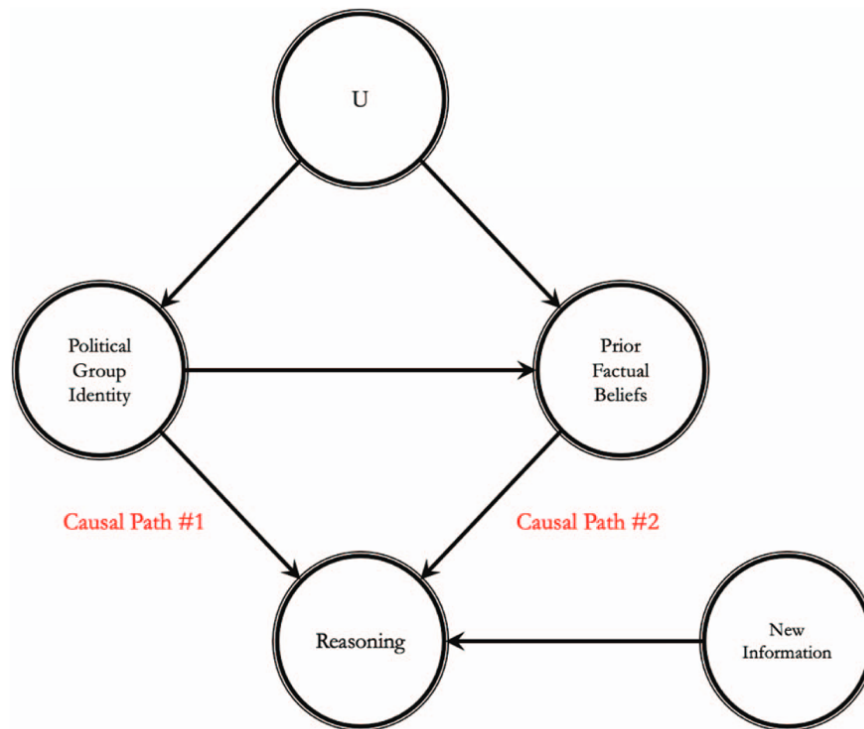 U
Political
Group
Identity
Prior
Factual
Beliefs
Causal Path #1
Causal Path #2
Reasoning
New
Information